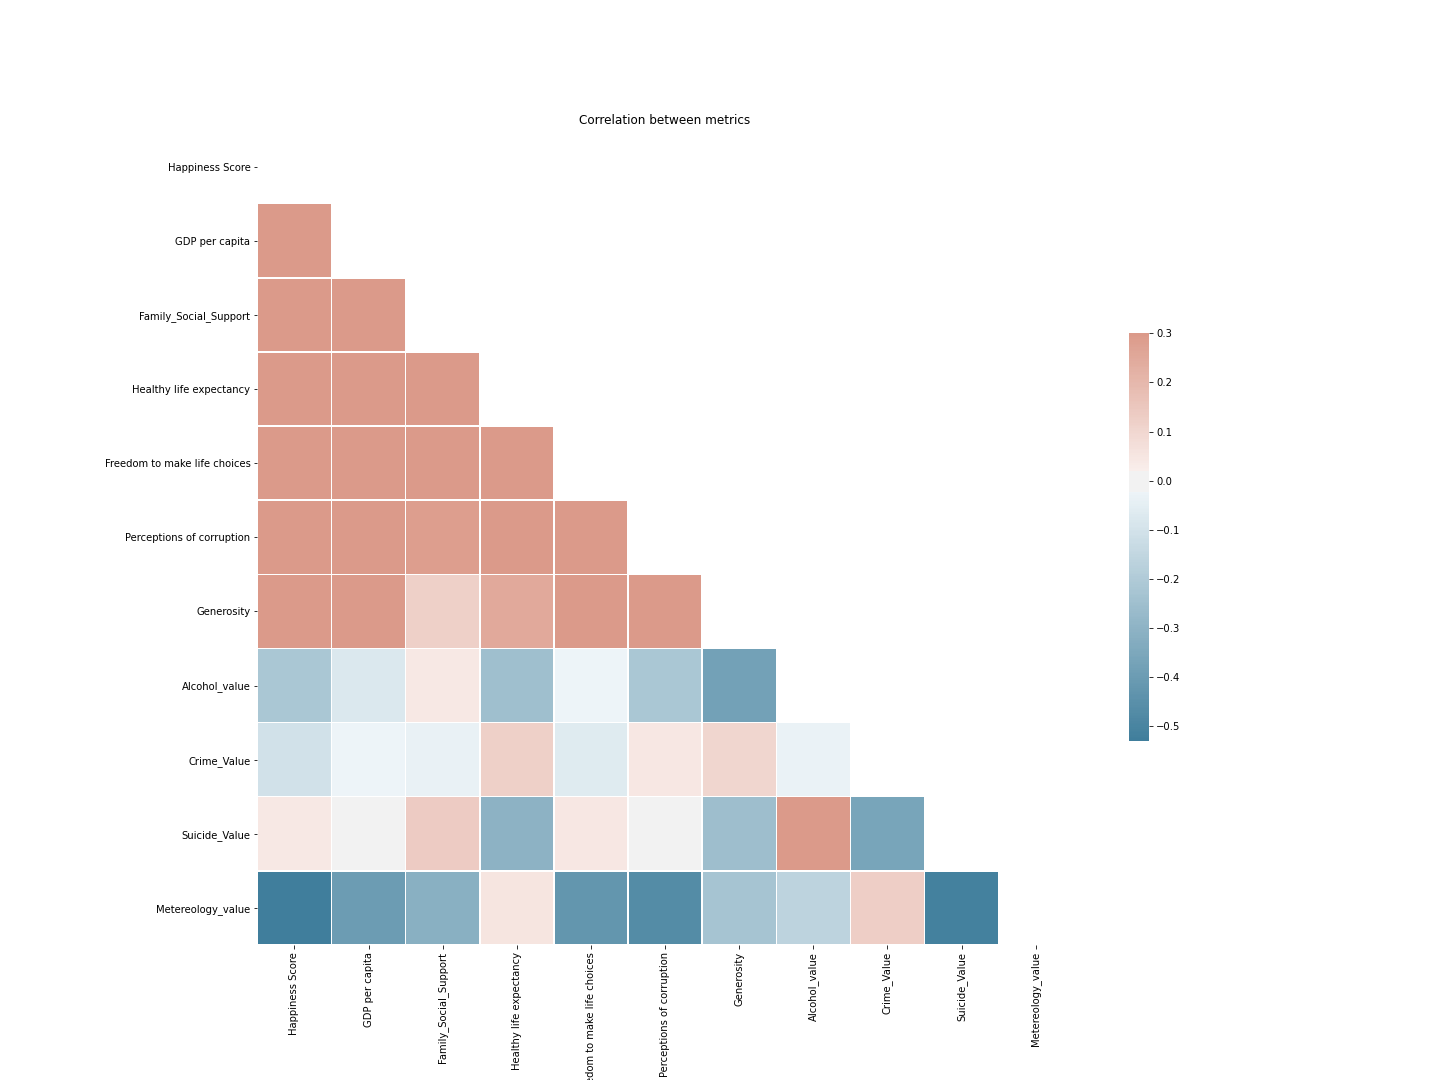 Correlation between metrics
Happiness Score
GDP per capita
Family_Social_Support
Healthy life expectancy
Freedom to make life choices
Perceptions of corruption
Generosity
Alcohol_value
Crime_Value
Suicide_Value
Metereology_value
0.3
0.2
0.1
0.0
−0.1
−0.2
−0.3
−0.4
−0.5
Happiness Score
GDP per capita
Family_Social_Support
Healthy life expectancy
edom to make life choices
Perceptions of corruption
Generosity
Alcohol_value
Crime_Value
Suicide_Value
Metereology_value